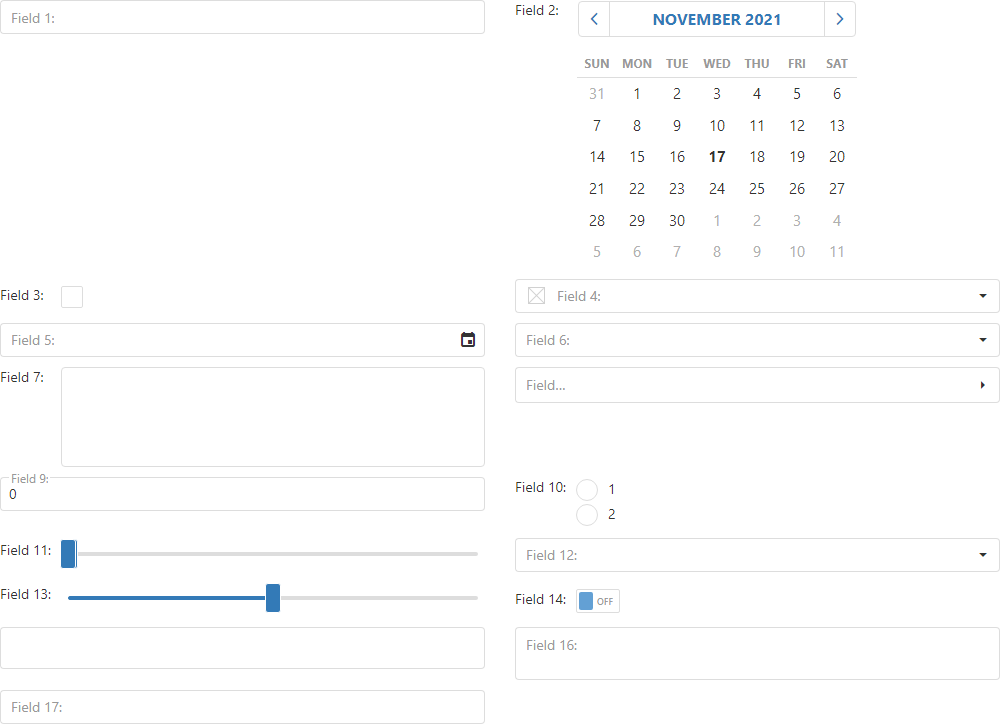 Field 1:
Field 2:
NOVEMBER 2021
SUN MON TUE WED THU FRI SAT
31 1 2 3 4 5 6
7 8 9 10 11 12 13
14 15 16 17 18 19 20
21 22 23 24 25 26 27
28 29 30 1 2 3 4
5 6 7 8 9 10 11
Field 3:
Field 4:
Field 5:
Field 6:
Field 7:
Field...
Field 9:
0
Field 10:
1
2
Field 11:
Field 12:
Field 13:
Field 14:
OFF
Field 16:
Field 17: